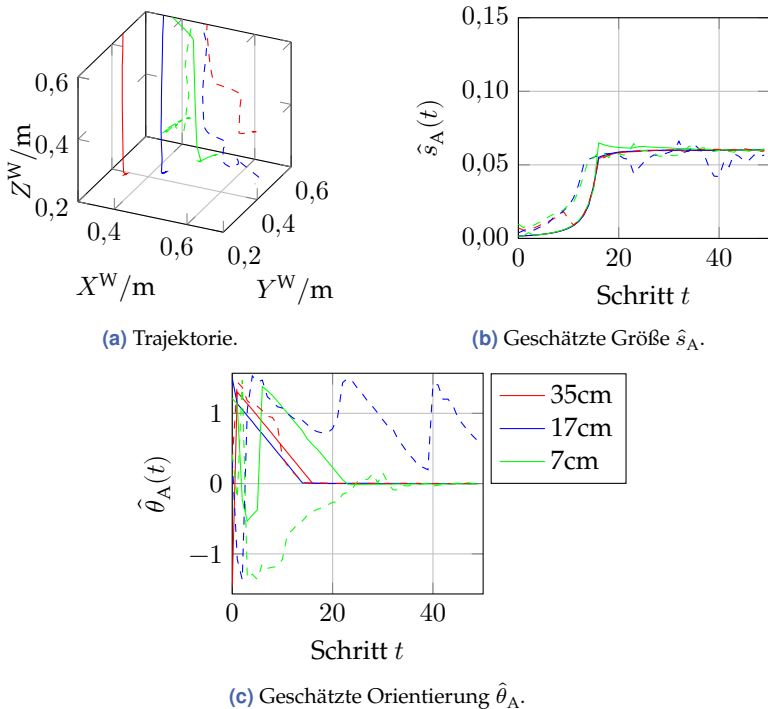 0,6
0,4
0,2
Z^W/m
0,4
0,6
X^W/m
0,2
0,4
0,6
Y^W/m
(a) Trajektorie.
0,15
0,10
0,05
0,00
ŝ_A(t)
0 20 40
Schritt t
(b) Geschätzte Größe ŝ_A.
1
0
−1
θ̂_A(t)
0 20 40
Schritt t
35cm
17cm
7cm
(c) Geschätzte Orientierung θ̂_A.